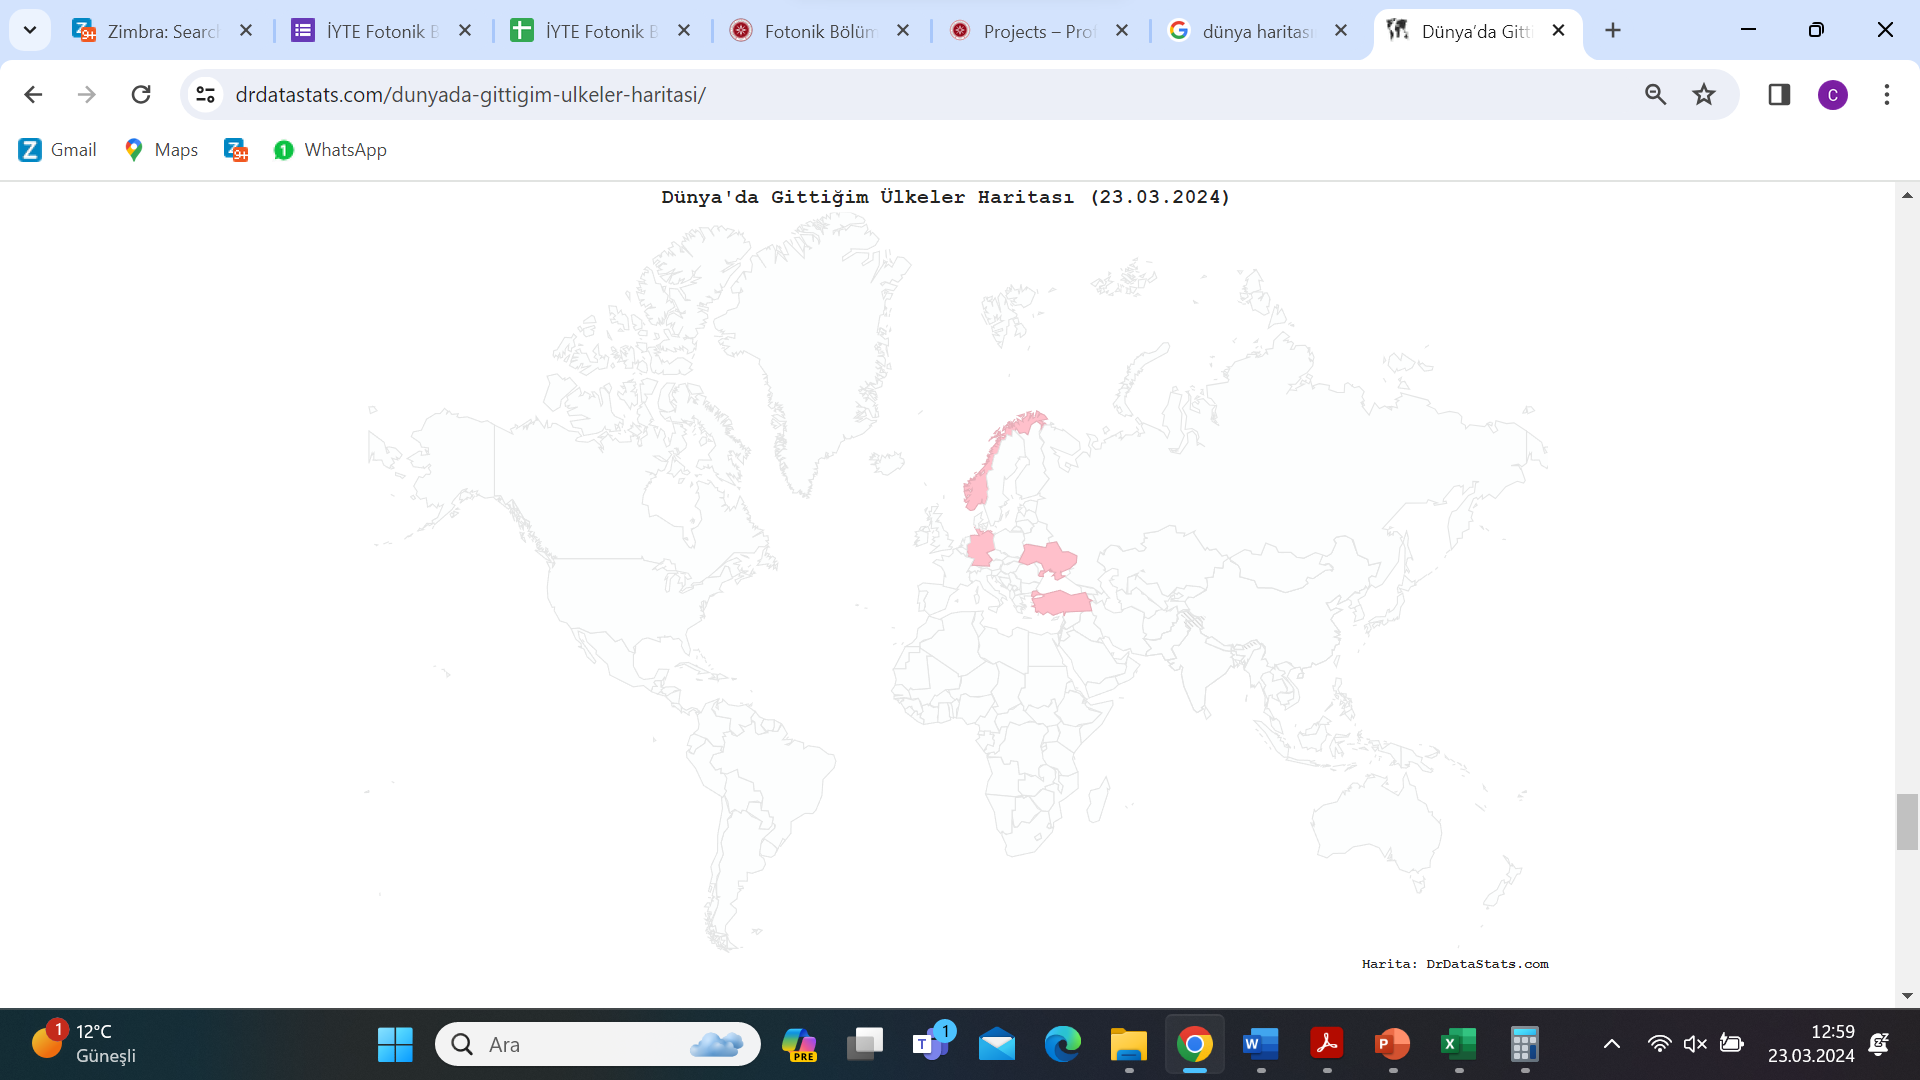 Zimbra: Searc
İYTE Fotonik B
İYTE Fotonik B
Fotonik Bölüm
Projects – Prof
dünya haritası
Dünya'da Gitti
drdatastats.com/dunyada-gittigim-ulkeler-haritasi/
C
Gmail
Maps
WhatsApp
Dünya'da Gittiğim Ülkeler Haritası (23.03.2024)
Harita: DrDataStats.com
1
12°C
Güneşli
Ara
PRE
1
12:59
23.03.2024